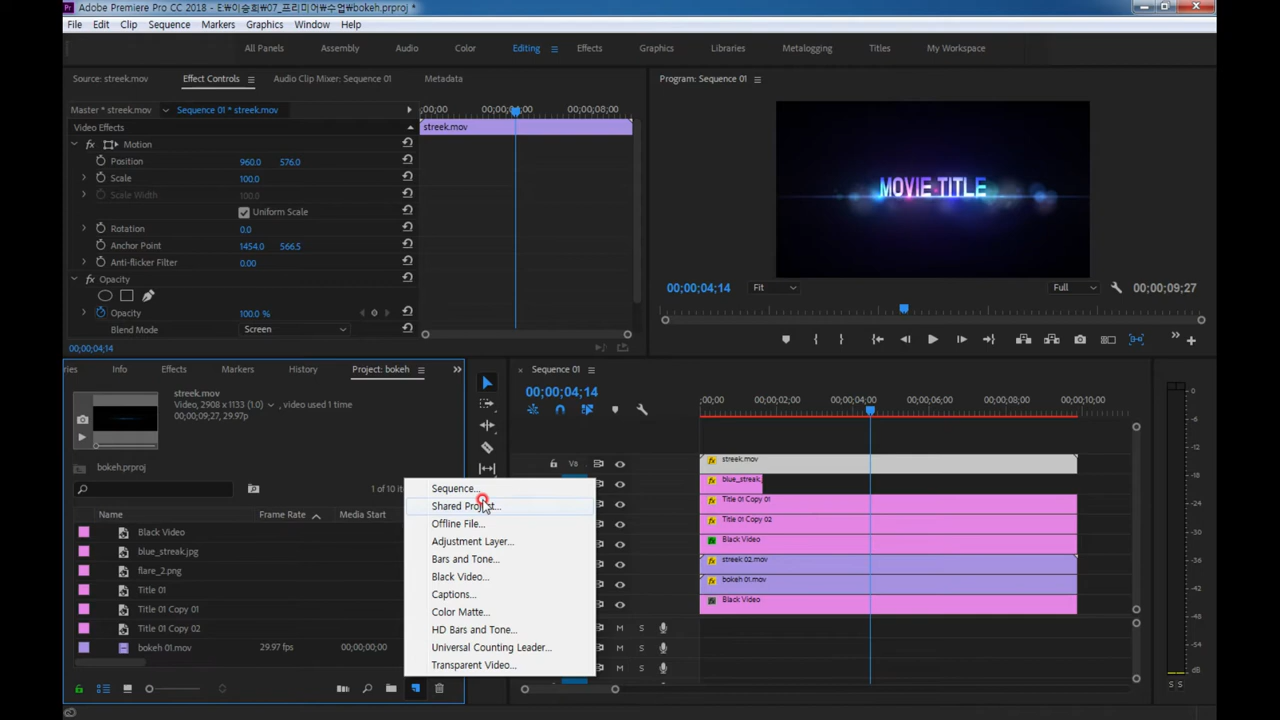 Adobe Premiere Pro CC 2018 - E:₩이승희₩07_프리미어₩수업₩bokeh.prproj *
File Edit Clip Sequence Markers Graphics Window Help
All Panels Assembly Audio Color Editing Effects Graphics Libraries Metalogging Titles My Workspace
Source: streek.mov Effect Controls Audio Clip Mixer: Sequence 01 Metadata
Program: Sequence 01
Master * streek.mov Sequence 01 * streek.mov
;00;00 00;00;08;00
Video Effects
streek.mov
fx Motion
Position 960.0 576.0
Scale 100.0
Scale Width 100.0
Uniform Scale
Rotation 0.0
Anchor Point 1454.0 566.5
Anti-flicker Filter 0.00
fx Opacity
Opacity 100.0 %
Blend Mode Screen
00;00;04;14
MOVIE TITLE
00;00;04;14 Fit Full 00;00;09;27
ries Info Effects Markers History Project: bokeh
streek.mov
Video, 2908 x 1133 (1.0) , video used 1 time
00;00;09;27, 29.97p
bokeh.prproj
1 of 10 it
Name Frame Rate Media Start
Black Video
blue_streak.jpg
flare_2.png
Title 01
Title 01 Copy 01
Title 01 Copy 02
bokeh 01.mov 29.97 fps 00;00;00;00
Sequence...
Shared Project...
Offline File...
Adjustment Layer...
Bars and Tone...
Black Video...
Captions...
Color Matte...
HD Bars and Tone...
Universal Counting Leader...
Transparent Video...
Sequence 01
00;00;04;14
;00;00 00;00;02;00 00;00;04;00 00;00;06;00 00;00;08;00 00;00;10;00
V8 fx streek.mov
fx blue_streak.
fx Title 01 Copy 01
fx Title 01 Copy 02
fx Black Video
fx streek 02.mov
fx bokeh 01.mov
fx Black Video
M S
M S
M S
0
-6
-12
-18
-24
-30
-36
-42
-48
-54
dB
S S